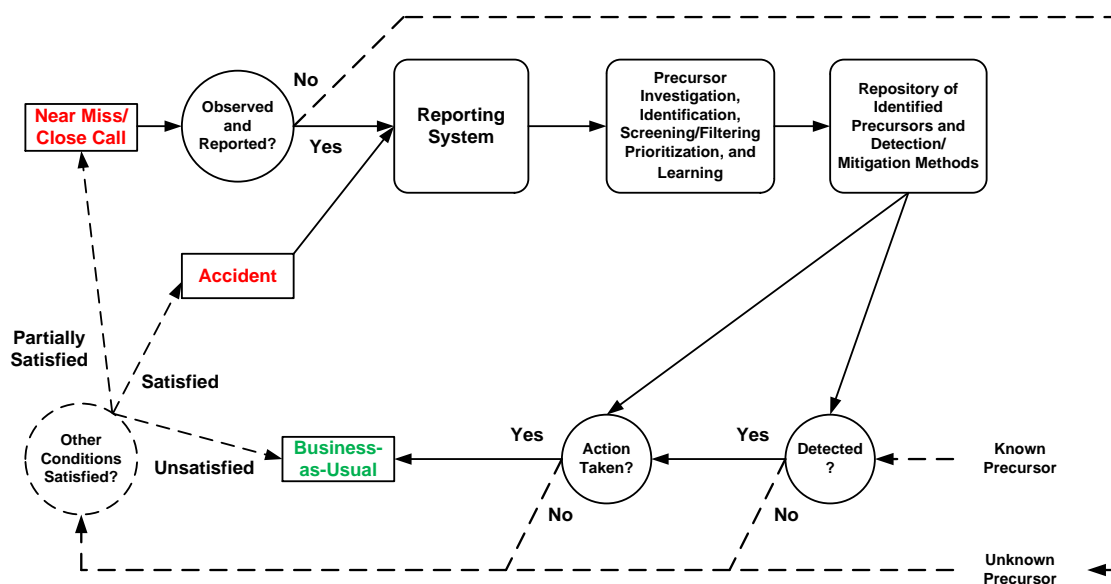 No
Near Miss/
Close Call
Observed
and
Reported?
Yes
Reporting
System
Precursor
Investigation,
Identification,
Screening/Filtering
Prioritization, and
Learning
Repository of
Identified
Precursors and
Detection/
Mitigation Methods
Accident
Partially
Satisfied
Satisfied
Other
Conditions
Satisfied?
Unsatisfied
Business-
as-Usual
Yes
Action
Taken?
No
Yes
Detected
?
No
Known
Precursor
Unknown
Precursor